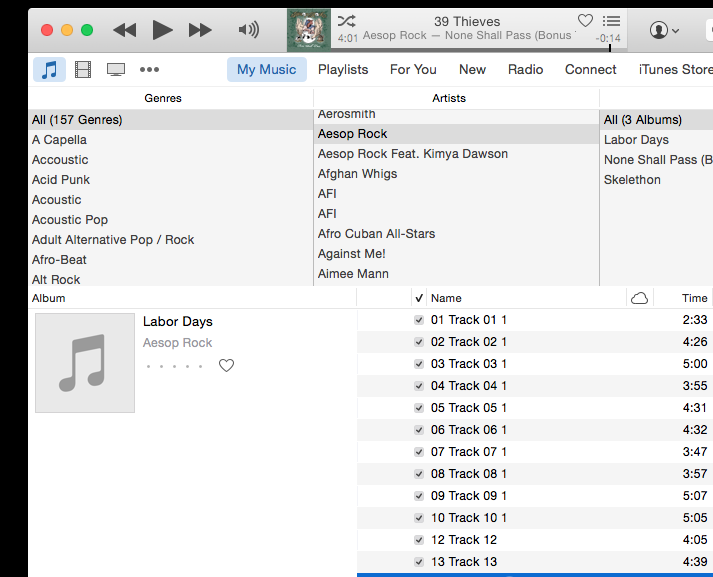 39 Thieves
4:01 Aesop Rock — None Shall Pass (Bonus -0:14
My Music Playlists For You New Radio Connect iTunes Store
Genres Artists
All (157 Genres)
A Capella
Accoustic
Acid Punk
Acoustic
Acoustic Pop
Adult Alternative Pop / Rock
Afro-Beat
Alt Rock
Aerosmith
Aesop Rock
Aesop Rock Feat. Kimya Dawson
Afghan Whigs
AFI
AFI
Afro Cuban All-Stars
Against Me!
Aimee Mann
All (3 Albums)
Labor Days
None Shall Pass (B
Skelethon
Album ✓ Name Time
Labor Days
Aesop Rock
01 Track 01 1 2:33
02 Track 02 1 4:26
03 Track 03 1 5:00
04 Track 04 1 3:55
05 Track 05 1 4:31
06 Track 06 1 4:32
07 Track 07 1 3:47
08 Track 08 1 3:57
09 Track 09 1 5:07
10 Track 10 1 5:05
12 Track 12 4:05
13 Track 13 4:39